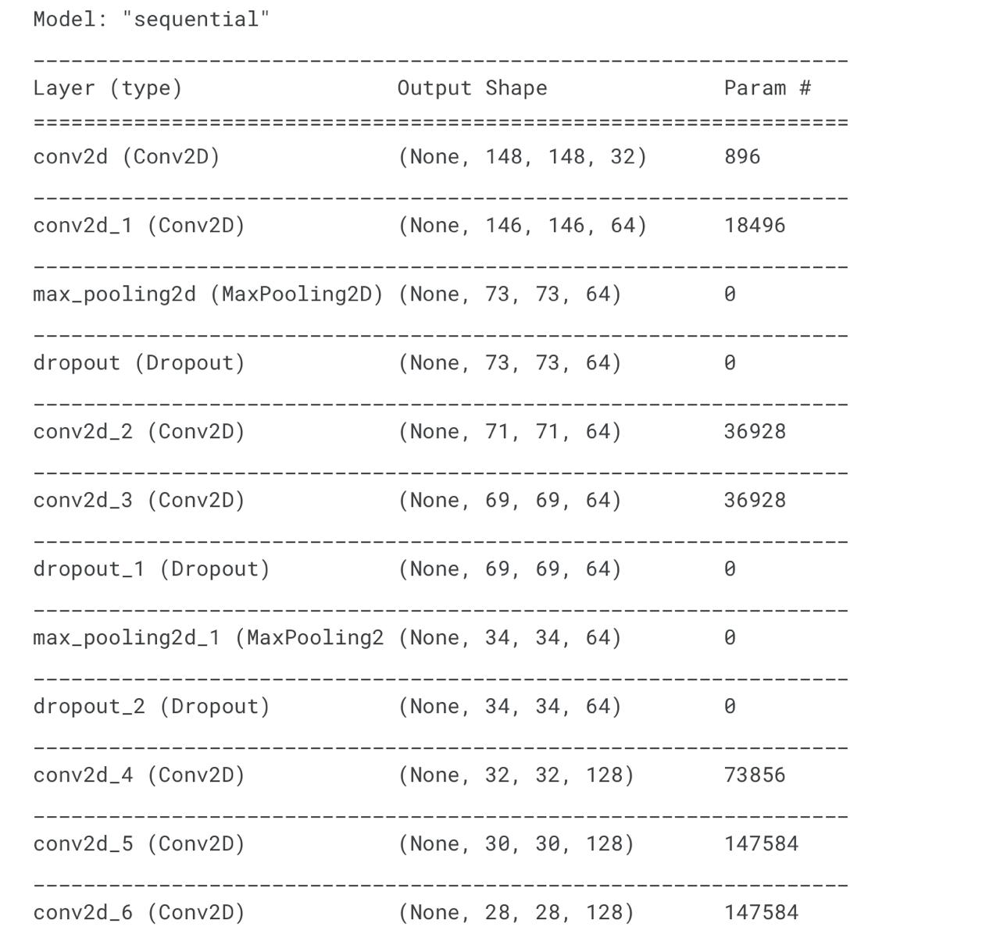 Model: "sequential"
_________________________________________________________________
Layer (type)                 Output Shape              Param #
=================================================================
conv2d (Conv2D)              (None, 148, 148, 32)      896
_________________________________________________________________
conv2d_1 (Conv2D)            (None, 146, 146, 64)      18496
_________________________________________________________________
max_pooling2d (MaxPooling2D) (None, 73, 73, 64)        0
_________________________________________________________________
dropout (Dropout)            (None, 73, 73, 64)        0
_________________________________________________________________
conv2d_2 (Conv2D)            (None, 71, 71, 64)        36928
_________________________________________________________________
conv2d_3 (Conv2D)            (None, 69, 69, 64)        36928
_________________________________________________________________
dropout_1 (Dropout)          (None, 69, 69, 64)        0
_________________________________________________________________
max_pooling2d_1 (MaxPooling2 (None, 34, 34, 64)        0
_________________________________________________________________
dropout_2 (Dropout)          (None, 34, 34, 64)        0
_________________________________________________________________
conv2d_4 (Conv2D)            (None, 32, 32, 128)       73856
_________________________________________________________________
conv2d_5 (Conv2D)            (None, 30, 30, 128)       147584
_________________________________________________________________
conv2d_6 (Conv2D)            (None, 28, 28, 128)       147584